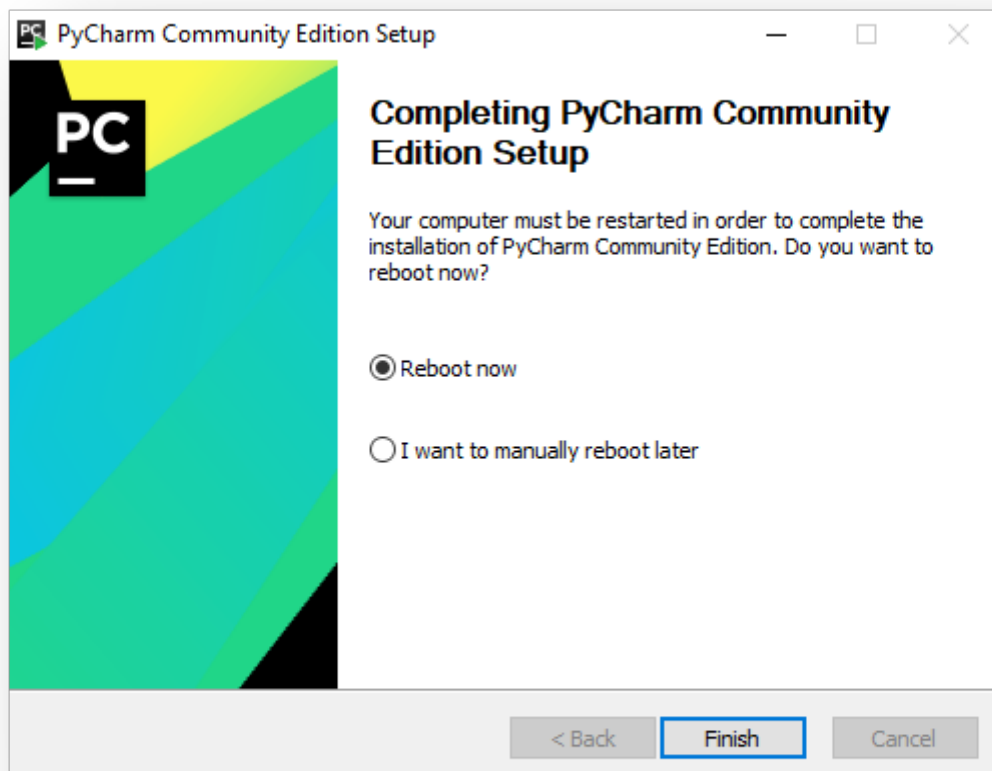 PyCharm Community Edition Setup
PC
Completing PyCharm Community
Edition Setup
Your computer must be restarted in order to complete the
installation of PyCharm Community Edition. Do you want to
reboot now?
Reboot now
I want to manually reboot later
< Back
Finish
Cancel